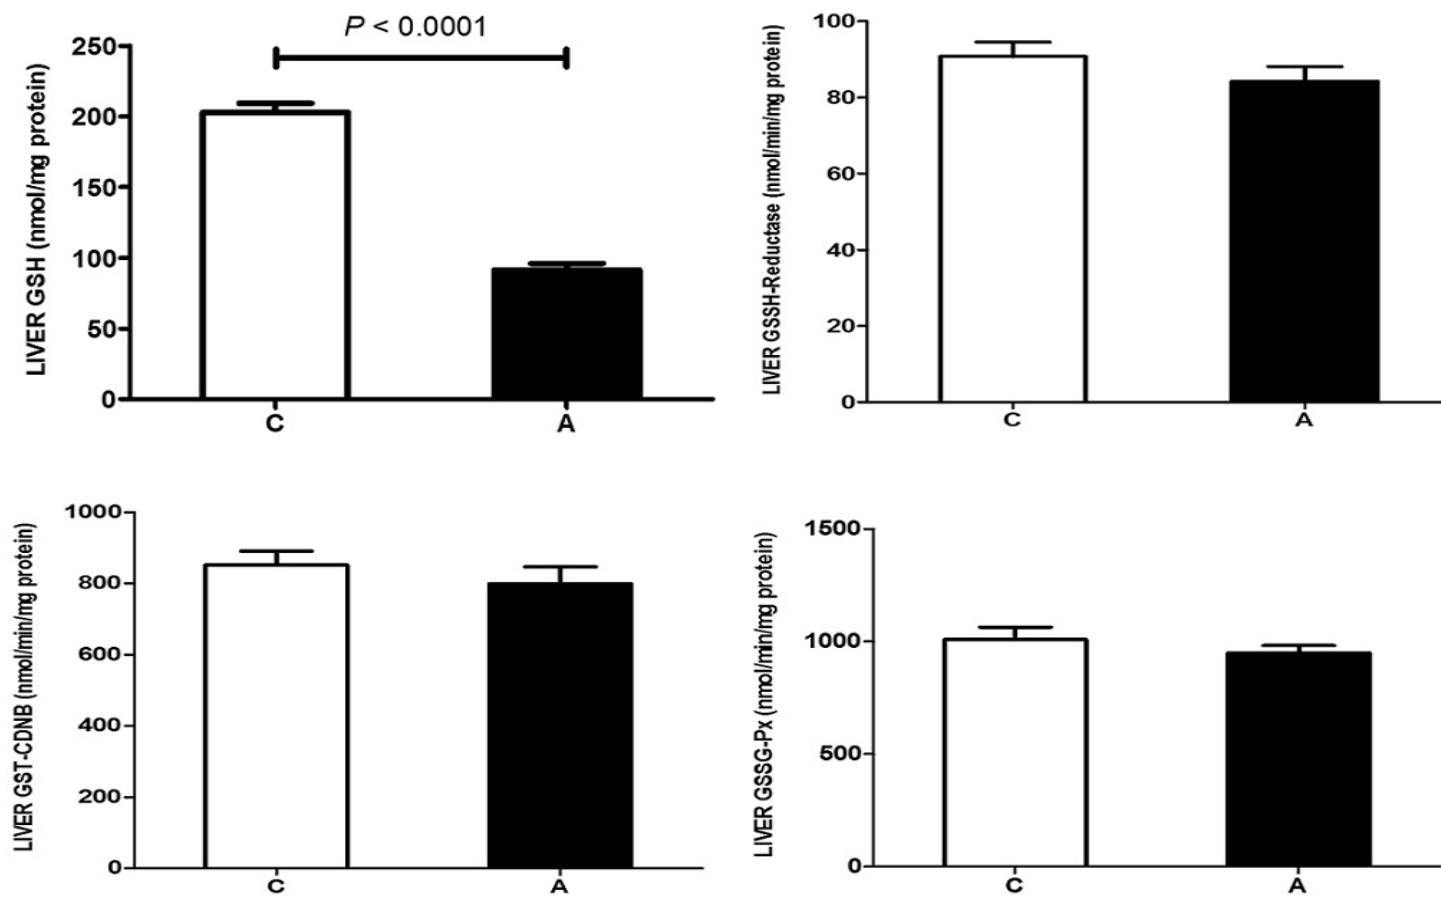 P < 0.0001
LIVER GSH (nmol/mg protein)
250
200
150
100
50
0
C A
LIVER GSSH-Reductase (nmol/min/mg protein)
100
80
60
40
20
0
C A
LIVER GST-CDNB (nmol/min/mg protein)
1000
800
600
400
200
0
C A
LIVER GSSG-Px (nmol/min/mg protein)
1500
1000
500
0
C A